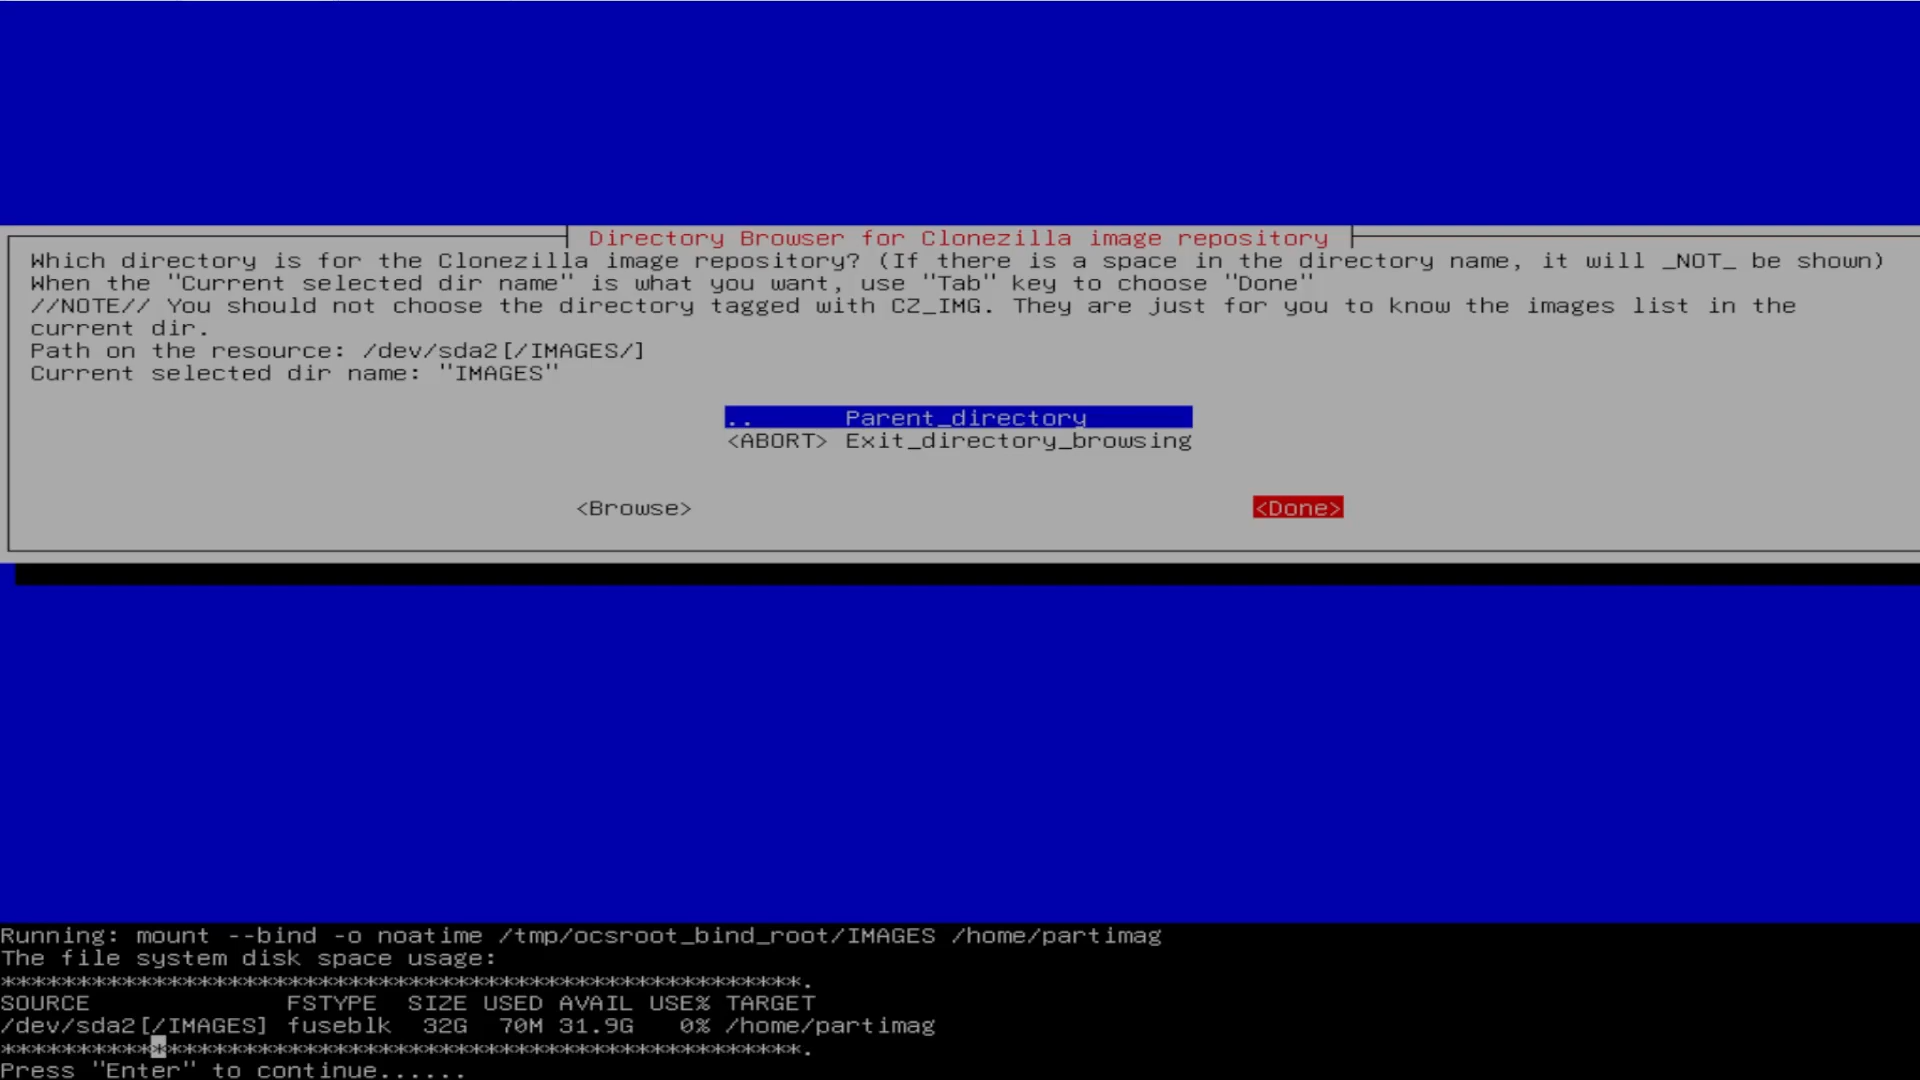 Directory Browser for Clonezilla image repository
Which directory is for the Clonezilla image repository? (If there is a space in the directory name, it will _NOT_ be shown)
When the "Current selected dir name" is what you want, use "Tab" key to choose "Done"
//NOTE// You should not choose the directory tagged with CZ_IMG. They are just for you to know the images list in the
current dir.
Path on the resource: /dev/sda2[/IMAGES/]
Current selected dir name: "IMAGES"
.. Parent_directory
<ABORT> Exit_directory_browsing
<Browse> <Done>
Running: mount --bind -o noatime /tmp/ocsroot_bind_root/IMAGES /home/partimag
The file system disk space usage:
*****************************************************.
SOURCE FSTYPE SIZE USED AVAIL USE% TARGET
/dev/sda2[/IMAGES] fuseblk 32G 70M 31.9G 0% /home/partimag
*****************************************************.
Press "Enter" to continue......